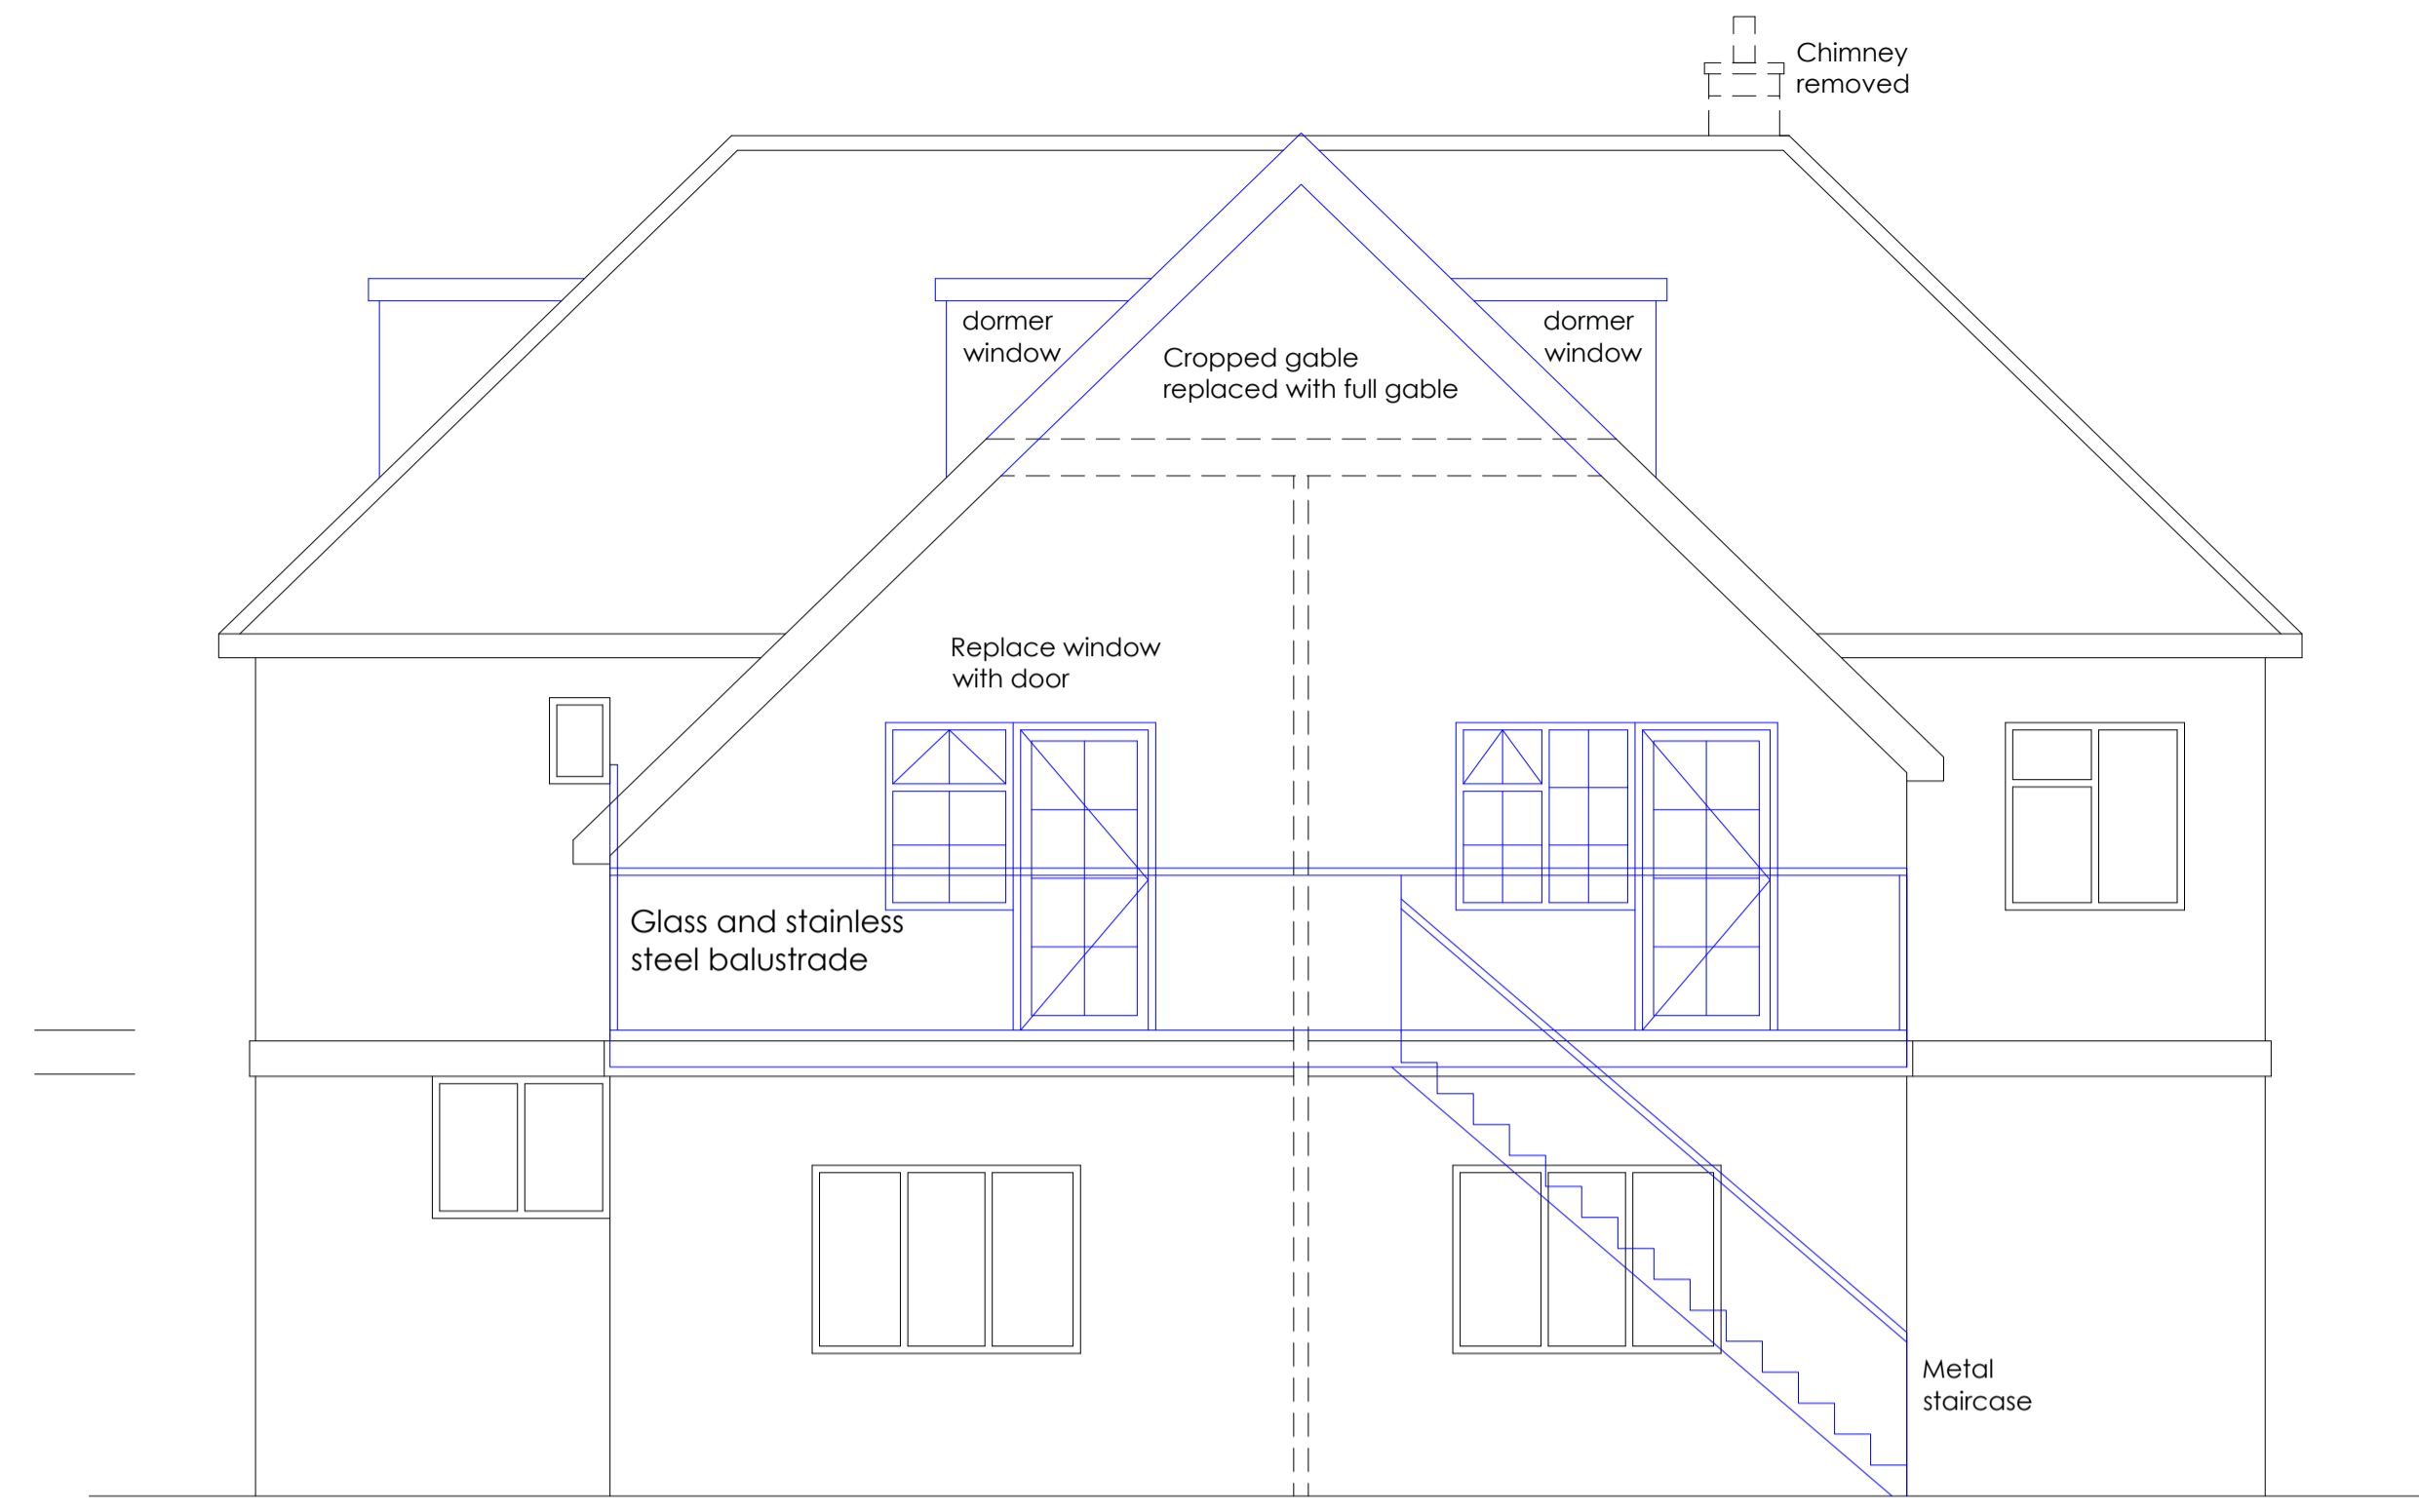 Chimney
removed
dormer
window
dormer
window
Cropped gable
replaced with full gable
Replace window
with door
Glass and stainless
steel balustrade
Metal
staircase